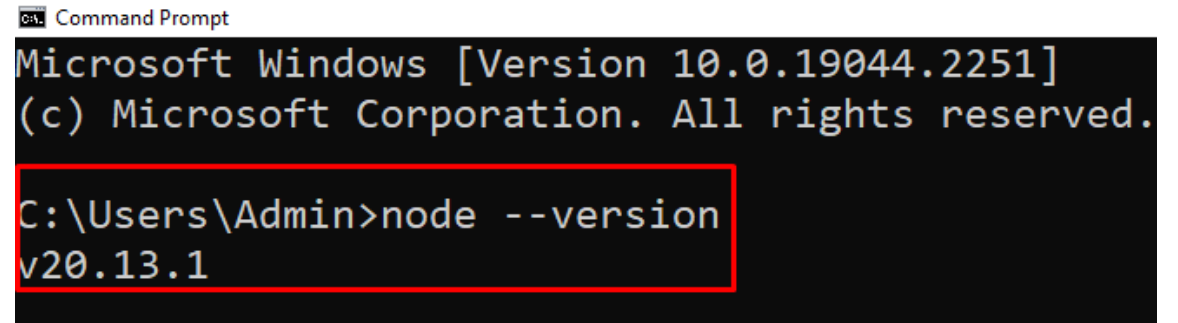 Command Prompt
Microsoft Windows [Version 10.0.19044.2251]
(c) Microsoft Corporation. All rights reserved.
C:\Users\Admin>node --version
v20.13.1